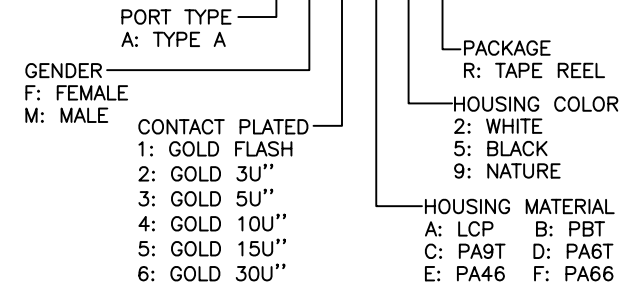 PORT TYPE
A: TYPE A
GENDER
F: FEMALE
M: MALE
CONTACT PLATED
1: GOLD FLASH
2: GOLD 3U''
3: GOLD 5U''
4: GOLD 10U''
5: GOLD 15U''
6: GOLD 30U''
PACKAGE
R: TAPE REEL
HOUSING COLOR
2: WHITE
5: BLACK
9: NATURE
HOUSING MATERIAL
A: LCP B: PBT
C: PA9T D: PA6T
E: PA46 F: PA66